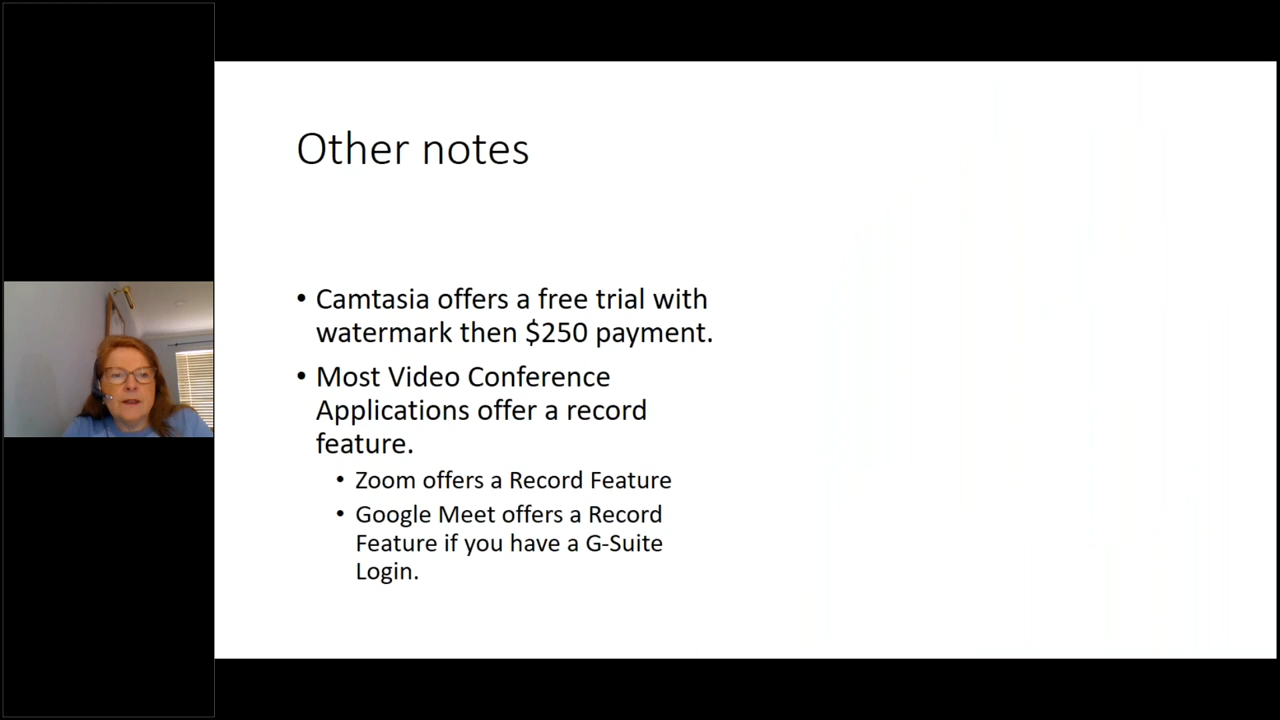 Other notes
• Camtasia offers a free trial with
watermark then $250 payment.
• Most Video Conference
Applications offer a record
feature.
• Zoom offers a Record Feature
• Google Meet offers a Record
Feature if you have a G-Suite
Login.